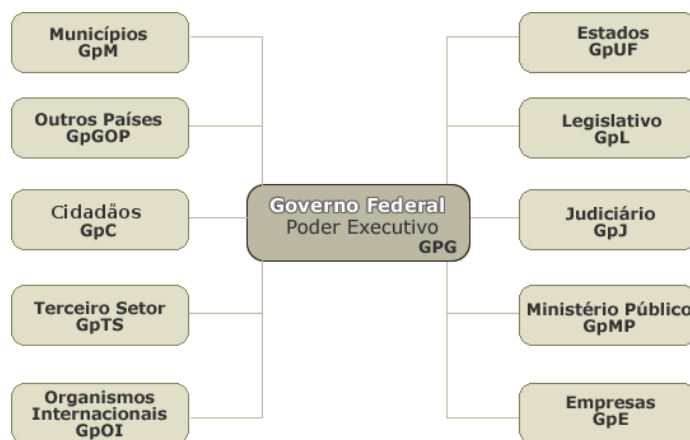 Municípios
GpM
Outros Países
GpGOP
Cidadãos
GpC
Terceiro Setor
GpTS
Organismos
Internacionais
GpOI
Governo Federal
Poder Executivo
GPG
Estados
GpUF
Legislativo
GpL
Judiciário
GpJ
Ministério Público
GpMP
Empresas
GpE